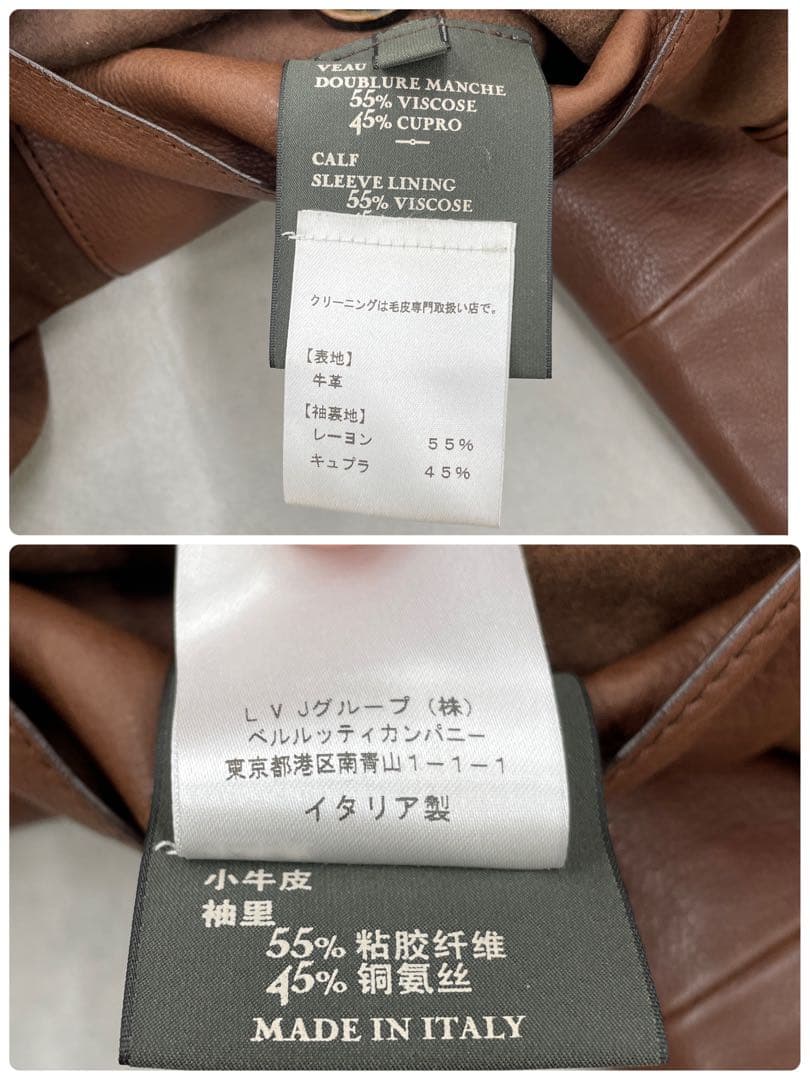 VEAU
DOUBLURE MANCHE
55% VISCOSE
45% CUPRO
CALF
SLEEVE LINING
55% VISCOSE
クリーニングは毛皮専門取扱い店で。
【表地】
牛革
【袖裏地】
レーヨン 55%
キュプラ 45%
LVJグループ（株）
ベルルッティカンパニー
東京都港区南青山1-1-1
イタリア製
小牛皮
袖里
55% 粘胶纤维
45% 铜氨丝
MADE IN ITALY